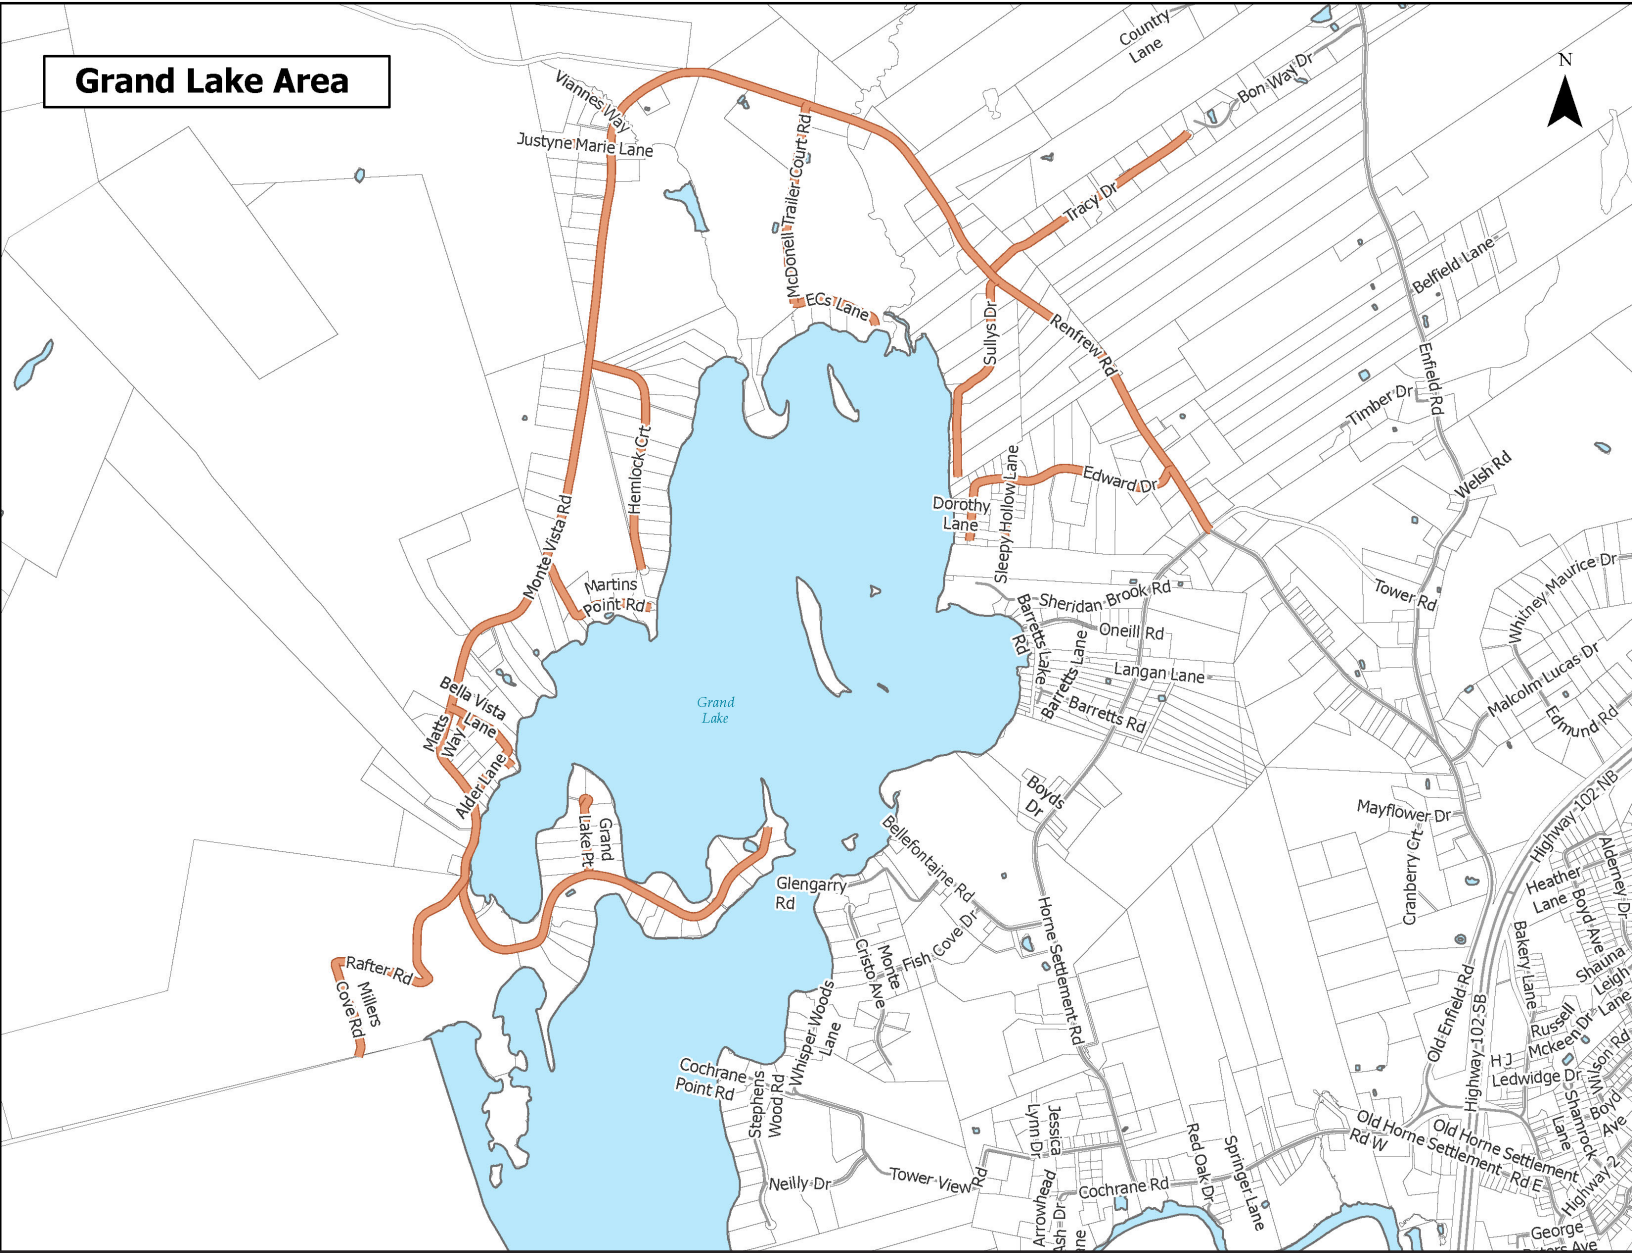 Grand Lake Area
N
Country
Lane
Bon Way Dr
Viannes Way
Justyne Marie Lane
McDonell Trailer Court Rd
Tracy Dr
ECs Lane
Sullys Dr
Renfrew Rd
Belfield Lane
Enfield Rd
Timber Dr
Welsh Rd
Hemlock Crt
Monte Vista Rd
Edward Dr
Dorothy
Lane
Sleepy Hollow Lane
Martins
Point Rd
Sheridan Brook Rd
Oneill Rd
Barretts Lake
Rd
Barretts Lane
Langan Lane
Barretts Rd
Tower Rd
Whitney Maurice Dr
Malcolm Lucas Dr
Edmund Rd
Bella Vista
Lane
Matts
Way
Alder Lane
Grand
Lake
Boyds
Dr
Mayflower Dr
Cranberry Crt
Highway 102 NB
Grand
Lake Pt
Bellefontaine Rd
Glengarry
Rd
Heather
Lane
Alderney Dr
Boyd Ave
Fish Cove Dr
Monte
Cristo Ave
Horne Settlement Rd
Bakery Lane
Shauna
Leigh
Lane
Rafter Rd
Millers
Cove Rd
Whisper Woods
Lane
Old Enfield Rd
Highway 102 SB
Russell
Mckeen Dr
H J
Ledwidge Dr
Cochrane
Point Rd
Stephens
Wood Rd
Jessica
Lynn Dr
Shamrock
Lane
Boyd
Ave
Old Horne Settlement
Rd W
Old Horne Settlement
Rd E
Red Oak Dr
Springer Lane
Highway 2
Neilly Dr
Tower View Rd
Cochrane Rd
Arrowhead
George